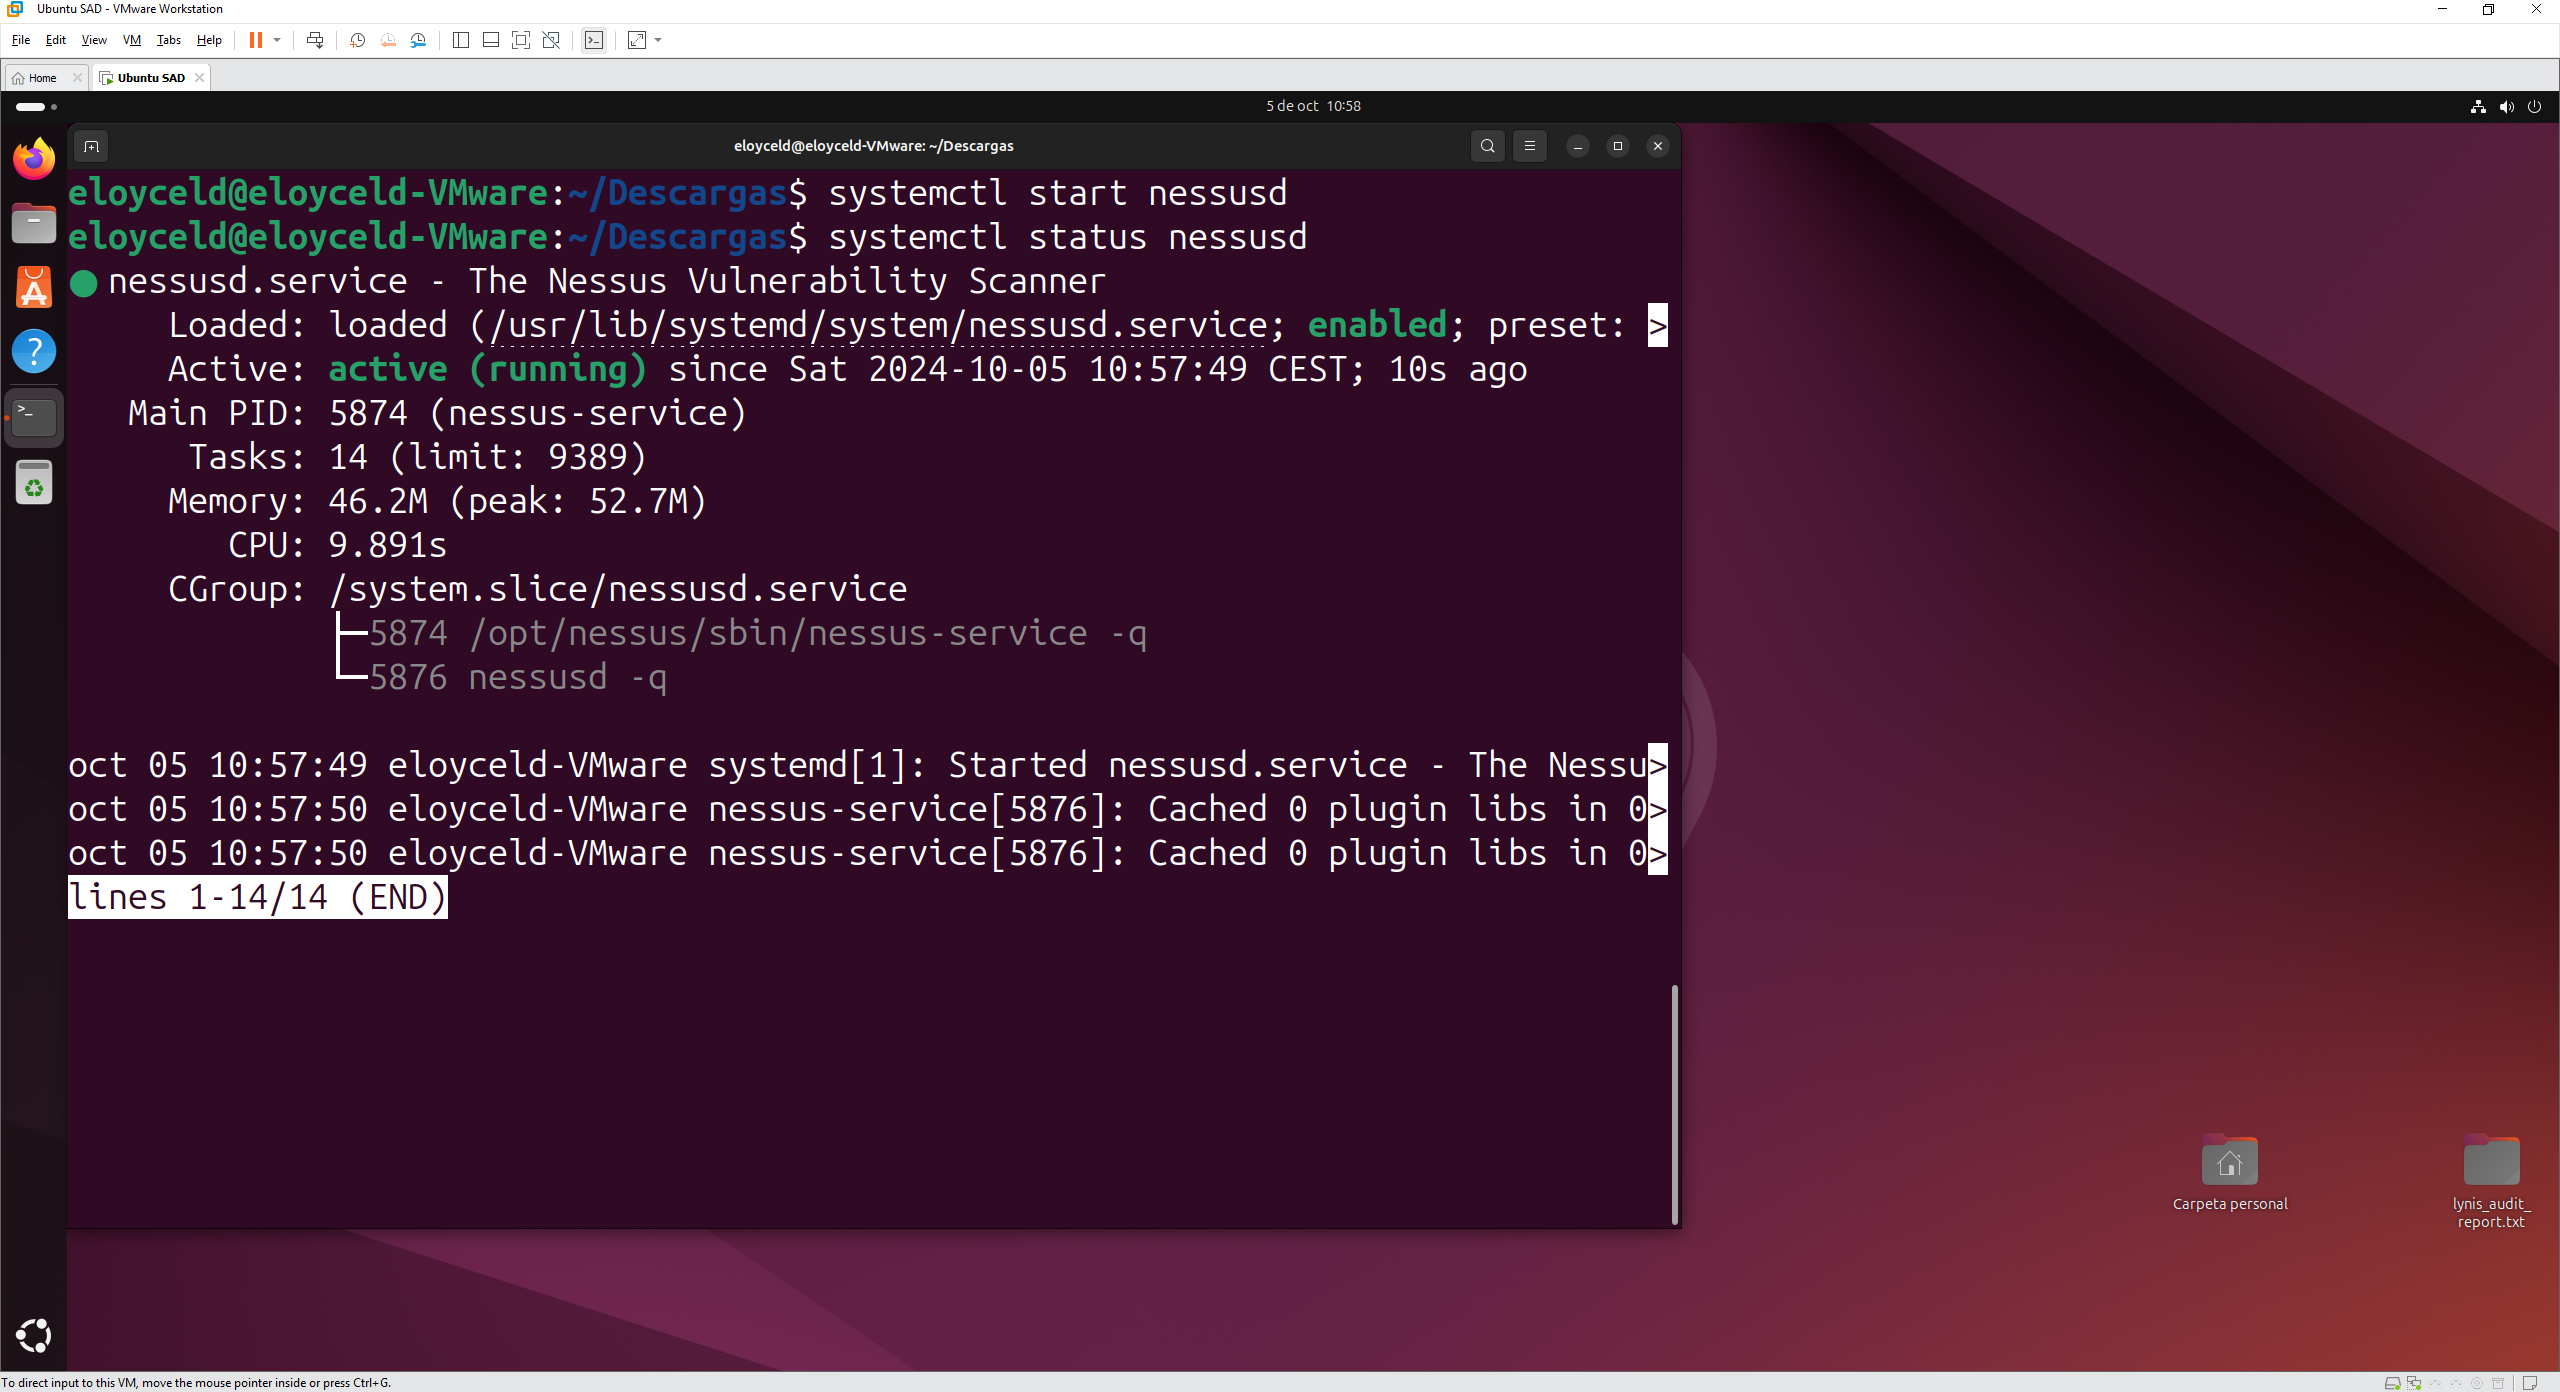 Ubuntu SAD - VMware Workstation
File Edit View VM Tabs Help
Home Ubuntu SAD
5 de oct 10:58
eloyceld@eloyceld-VMware: ~/Descargas
eloyceld@eloyceld-VMware:~/Descargas$ systemctl start nessusd
eloyceld@eloyceld-VMware:~/Descargas$ systemctl status nessusd
● nessusd.service - The Nessus Vulnerability Scanner
Loaded: loaded (/usr/lib/systemd/system/nessusd.service; enabled; preset: >
Active: active (running) since Sat 2024-10-05 10:57:49 CEST; 10s ago
Main PID: 5874 (nessus-service)
Tasks: 14 (limit: 9389)
Memory: 46.2M (peak: 52.7M)
CPU: 9.891s
CGroup: /system.slice/nessusd.service
├─5874 /opt/nessus/sbin/nessus-service -q
└─5876 nessusd -q
oct 05 10:57:49 eloyceld-VMware systemd[1]: Started nessusd.service - The Nessu>
oct 05 10:57:50 eloyceld-VMware nessus-service[5876]: Cached 0 plugin libs in 0>
oct 05 10:57:50 eloyceld-VMware nessus-service[5876]: Cached 0 plugin libs in 0>
lines 1-14/14 (END)
Carpeta personal
lynis_audit_
report.txt
To direct input to this VM, move the mouse pointer inside or press Ctrl+G.